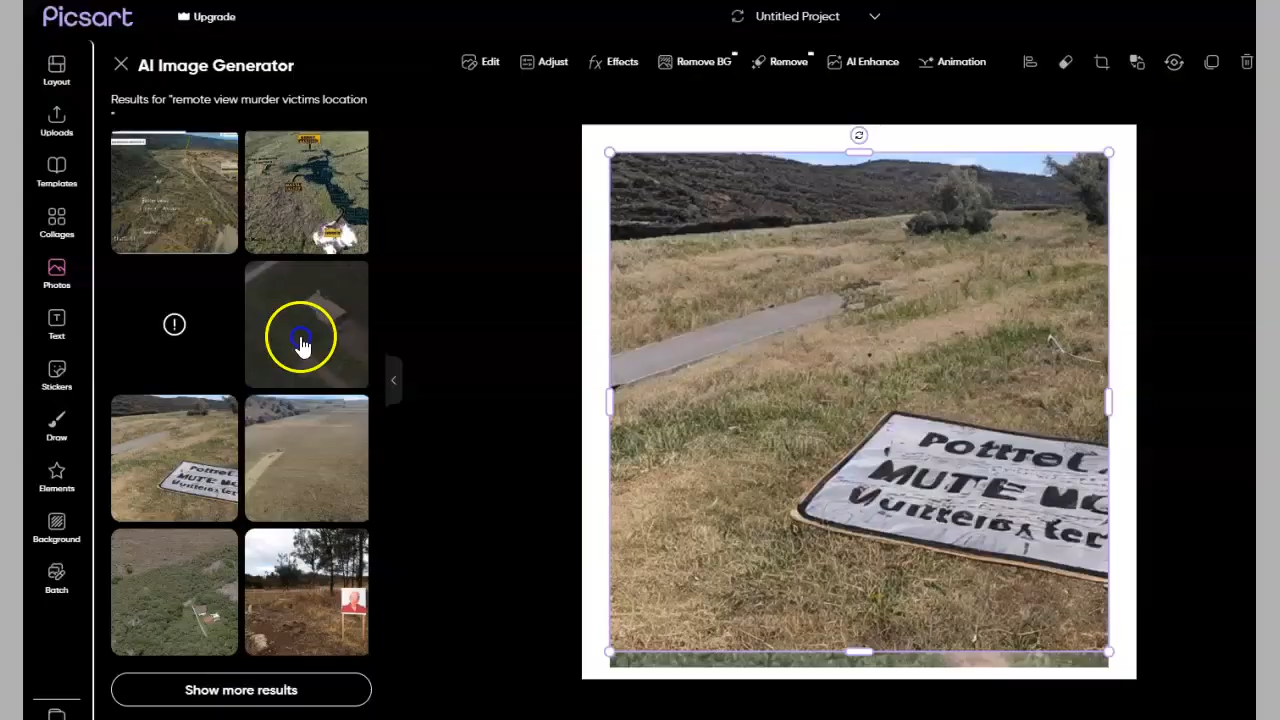 Picsart
Upgrade
Untitled Project
Layout
Uploads
Templates
Collages
Photos
Text
Stickers
Draw
Elements
Background
Batch
AI Image Generator
Results for "remote view murder victims location
"
Show more results
Edit
Adjust
Effects
Remove BG
Remove
AI Enhance
Animation
MUTE